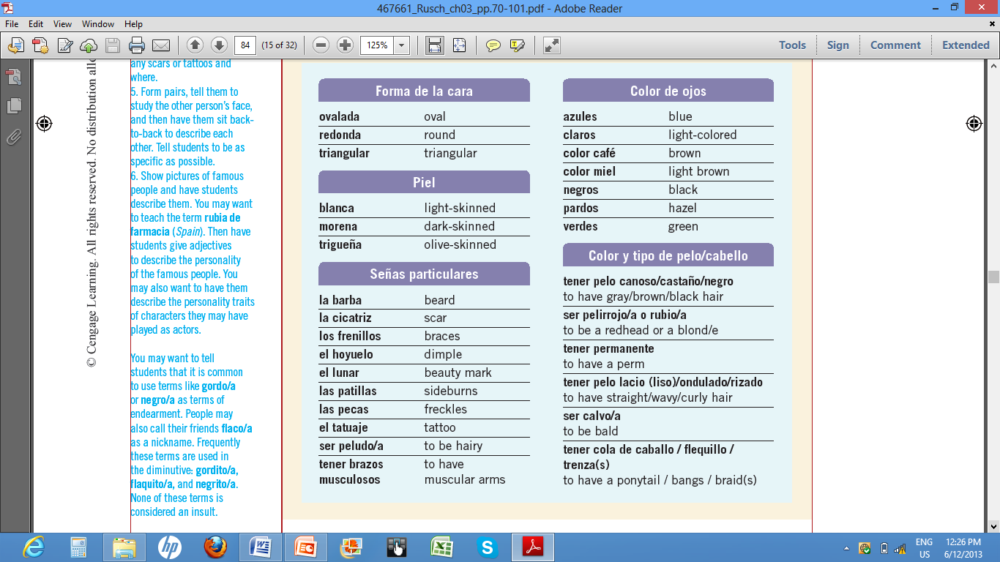 467661_Rusch_ch03_pp.70-101.pdf - Adobe Reader
File Edit View Window Help
84 (15 of 32) 125% Tools Sign Comment Extended
© Cengage Learning. All rights reserved. No distribution allo
any scars or tattoos and
where.
5. Form pairs, tell them to
study the other person's face,
and then have them sit back-
to-back to describe each
other. Tell students to be as
specific as possible.
6. Show pictures of famous
people and have students
describe them. You may want
to teach the term rubia de
farmacia (Spain). Then have
students give adjectives
to describe the personality
of the famous people. You
may also want to have them
describe the personality traits
of characters they may have
played as actors.
You may want to tell
students that it is common
to use terms like gordo/a
or negro/a as terms of
endearment. People may
also call their friends flaco/a
as a nickname. Frequently
these terms are used in
the diminutive: gordito/a,
flaquito/a, and negrito/a.
None of these terms is
considered an insult.
Forma de la cara
ovalada oval
redonda round
triangular triangular
Piel
blanca light-skinned
morena dark-skinned
trigueña olive-skinned
Señas particulares
la barba beard
la cicatriz scar
los frenillos braces
el hoyuelo dimple
el lunar beauty mark
las patillas sideburns
las pecas freckles
el tatuaje tattoo
ser peludo/a to be hairy
tener brazos to have
musculosos muscular arms
Color de ojos
azules blue
claros light-colored
color café brown
color miel light brown
negros black
pardos hazel
verdes green
Color y tipo de pelo/cabello
tener pelo canoso/castaño/negro
to have gray/brown/black hair
ser pelirrojo/a o rubio/a
to be a redhead or a blond/e
tener permanente
to have a perm
tener pelo lacio (liso)/ondulado/rizado
to have straight/wavy/curly hair
ser calvo/a
to be bald
tener cola de caballo / flequillo /
trenza(s)
to have a ponytail / bangs / braid(s)
ENG 12:26 PM
US 6/12/2013